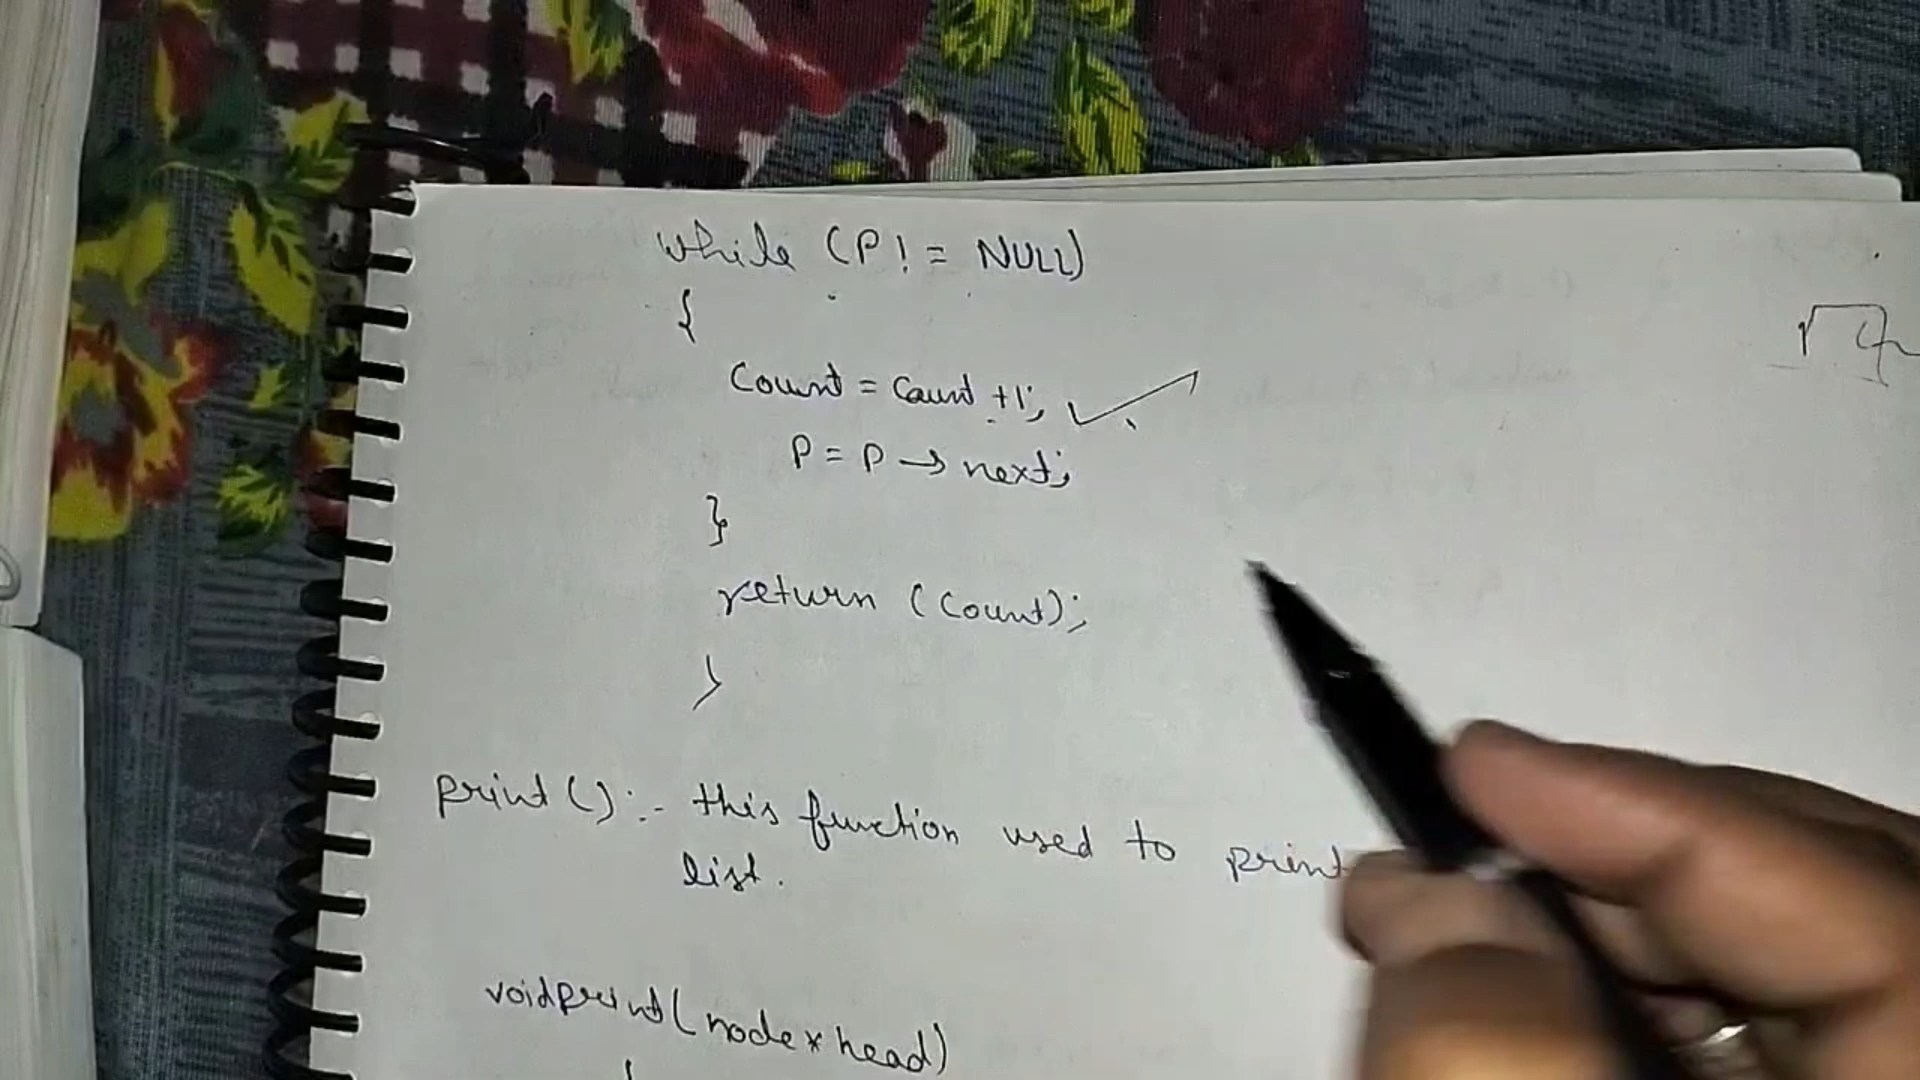 while (P! = NULL)
{
Count = Count +1;
P = P → next;
}
return (Count);
}
print() :- this function used to print
list.
void print (node * head)
{